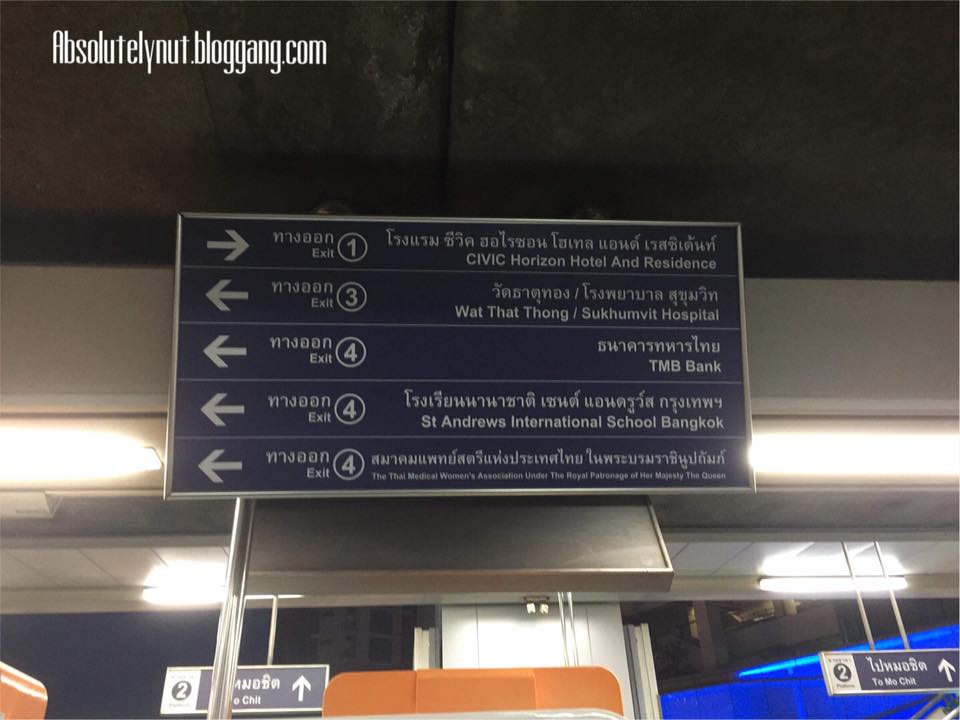 Absolutelynut.bloggang.com
ทางออก 1 โรงแรม ซีวิค ฮอไรซอน โฮเทล แอนด์ เรสซิเด้นท์
Exit CIVIC Horizon Hotel And Residence
ทางออก 3 วัดธาตุทอง / โรงพยาบาล สุขุมวิท
Exit Wat That Thong / Sukhumvit Hospital
ทางออก 4 ธนาคารทหารไทย
Exit TMB Bank
ทางออก 4 โรงเรียนนานาชาติ เซนต์ แอนดรูว์ส กรุงเทพฯ
Exit St Andrews International School Bangkok
ทางออก 4 สมาคมแพทย์สตรีแห่งประเทศไทย ในพระบรมราชินูปถัมภ์
Exit The Thai Medical Women's Association Under The Royal Patronage of Her Majesty The Queen
2 หมอชิต
Platform Mo Chit
ชานชาลา 2 ไปหมอชิต
Platform To Mo Chit